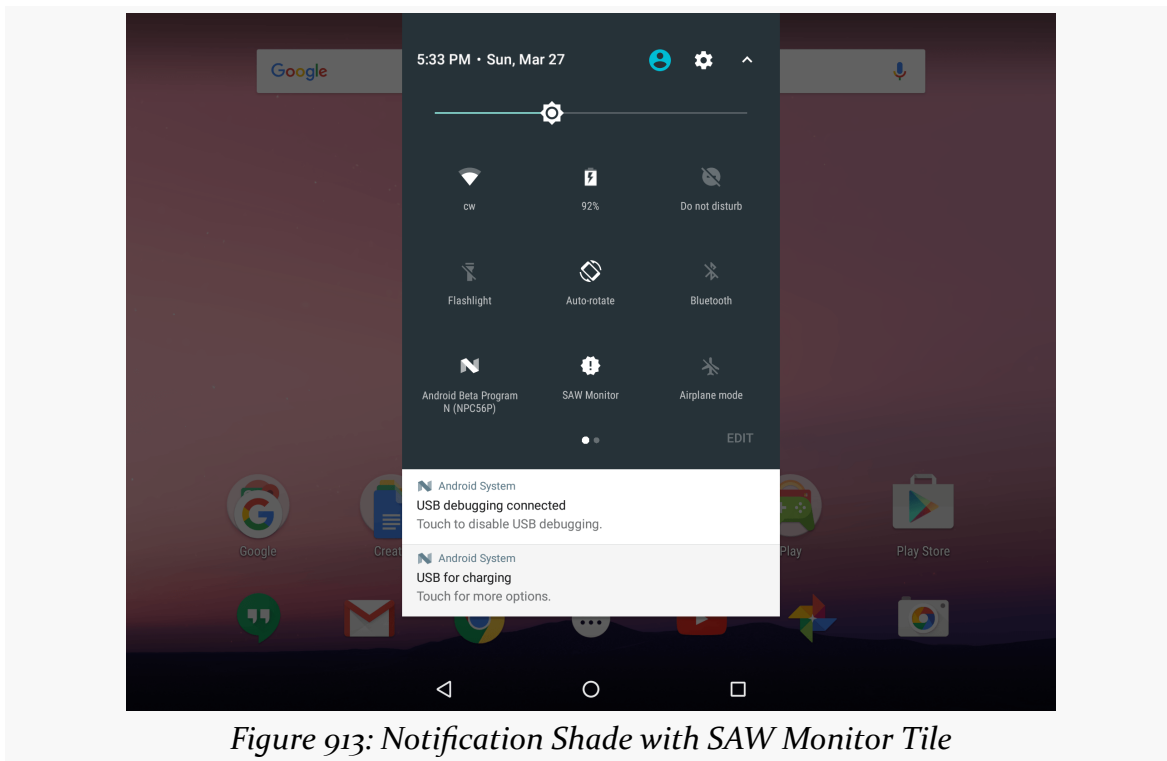 Google
5:33 PM • Sun, Mar 27
cw
92%
Do not disturb
Flashlight
Auto-rotate
Bluetooth
Android Beta Program
N (NPC56P)
SAW Monitor
Airplane mode
EDIT
Android System
USB debugging connected
Touch to disable USB debugging.
Android System
USB for charging
Touch for more options.
Google
Creat
Play
Play Store
Figure 913: Notification Shade with SAW Monitor Tile